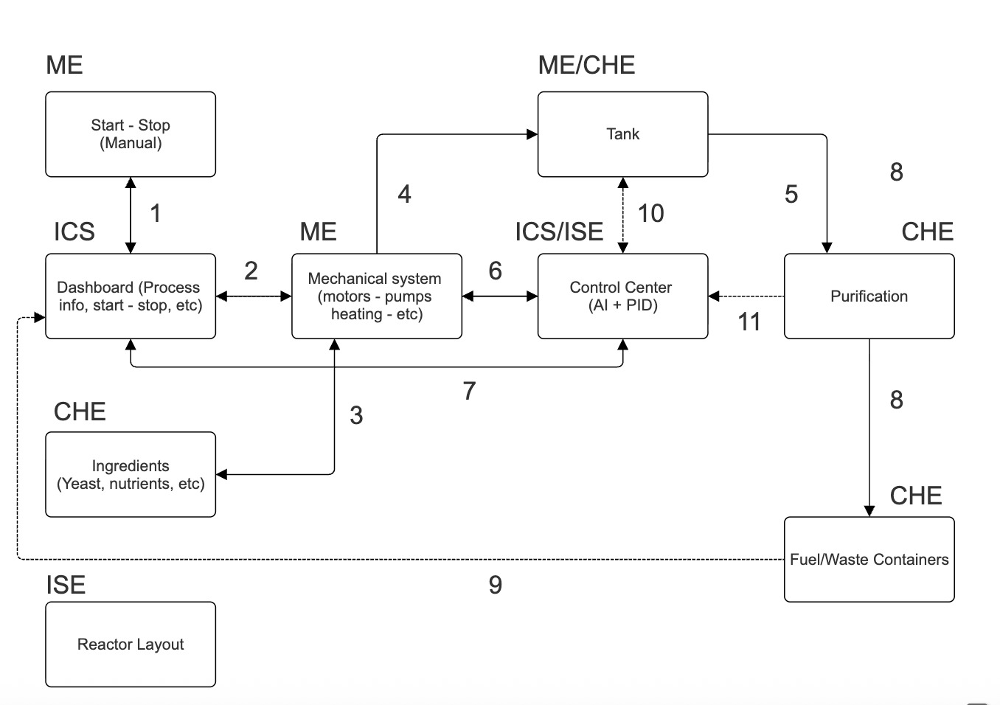 ME
ME/CHE
Start - Stop
(Manual)
Tank
8
4
5
1
10
ICS
ME
ICS/ISE
CHE
2
6
Dashboard (Process
info, start - stop, etc)
Mechanical system
(motors - pumps
heating - etc)
Control Center
(AI + PID)
Purification
11
7
8
CHE
3
Ingredients
(Yeast, nutrients, etc)
CHE
Fuel/Waste Containers
ISE
9
Reactor Layout